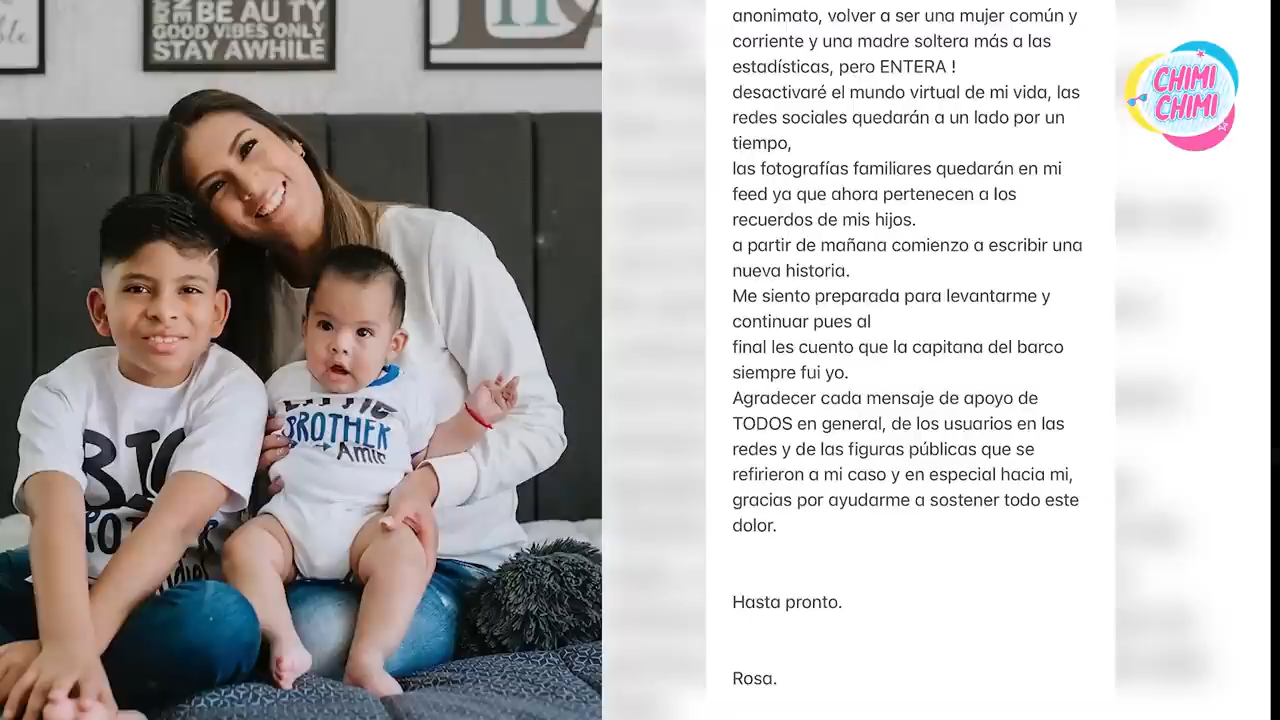 BE AU TY
GOOD VIBES ONLY
STAY AWHILE
BIG
BROTHER
LITTLE
BROTHER
Amir
anonimato, volver a ser una mujer común y
corriente y una madre soltera más a las
estadísticas, pero ENTERA !
desactivaré el mundo virtual de mi vida, las
redes sociales quedarán a un lado por un
tiempo,
las fotografías familiares quedarán en mi
feed ya que ahora pertenecen a los
recuerdos de mis hijos.
a partir de mañana comienzo a escribir una
nueva historia.
Me siento preparada para levantarme y
continuar pues al
final les cuento que la capitana del barco
siempre fui yo.
Agradecer cada mensaje de apoyo de
TODOS en general, de los usuarios en las
redes y de las figuras públicas que se
refirieron a mi caso y en especial hacia mi,
gracias por ayudarme a sostener todo este
dolor.
Hasta pronto.
Rosa.
CHIMI
CHIMI